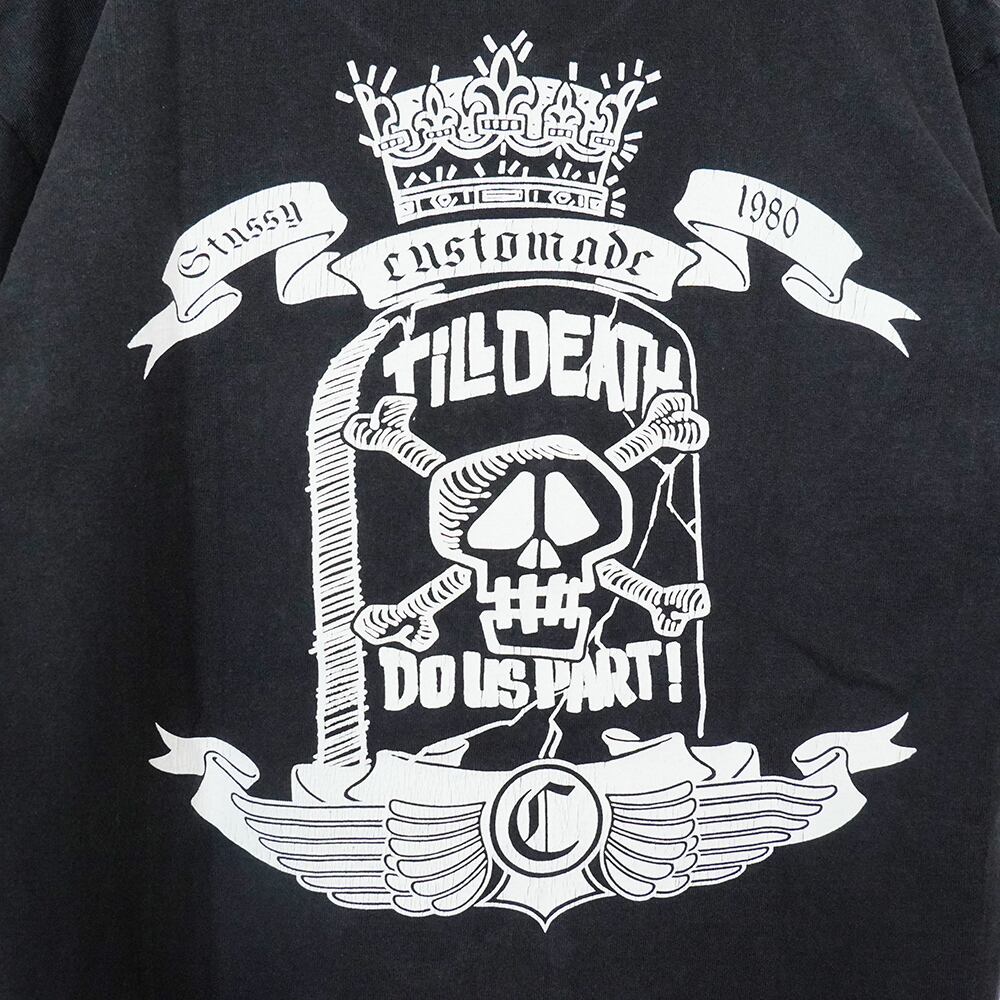 Stussy
customade
1980
TiLL DEATH
DO US PART!
C